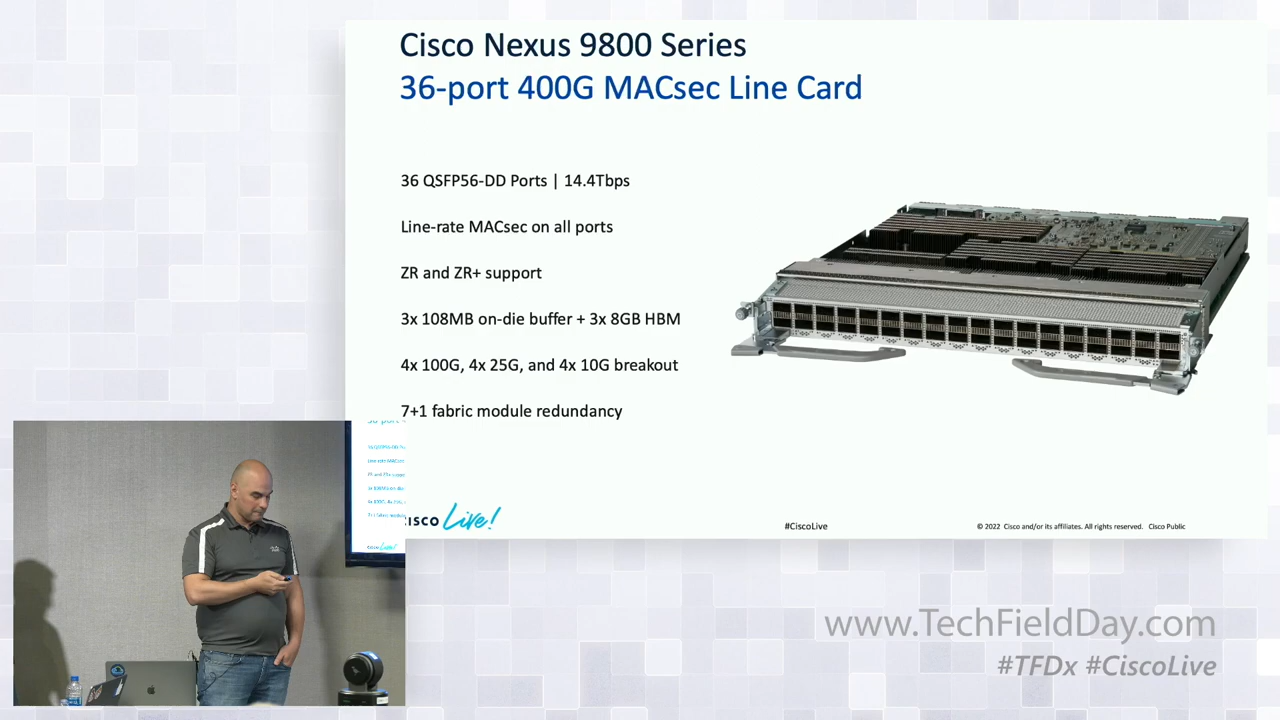 Cisco Nexus 9800 Series
36-port 400G MACsec Line Card
36 QSFP56-DD Ports | 14.4Tbps
Line-rate MACsec on all ports
ZR and ZR+ support
3x 108MB on-die buffer + 3x 8GB HBM
4x 100G, 4x 25G, and 4x 10G breakout
7+1 fabric module redundancy
CISCO Live!
#CiscoLive
© 2022 Cisco and/or its affiliates. All rights reserved. Cisco Public
www.TechFieldDay.com
#TFDx #CiscoLive